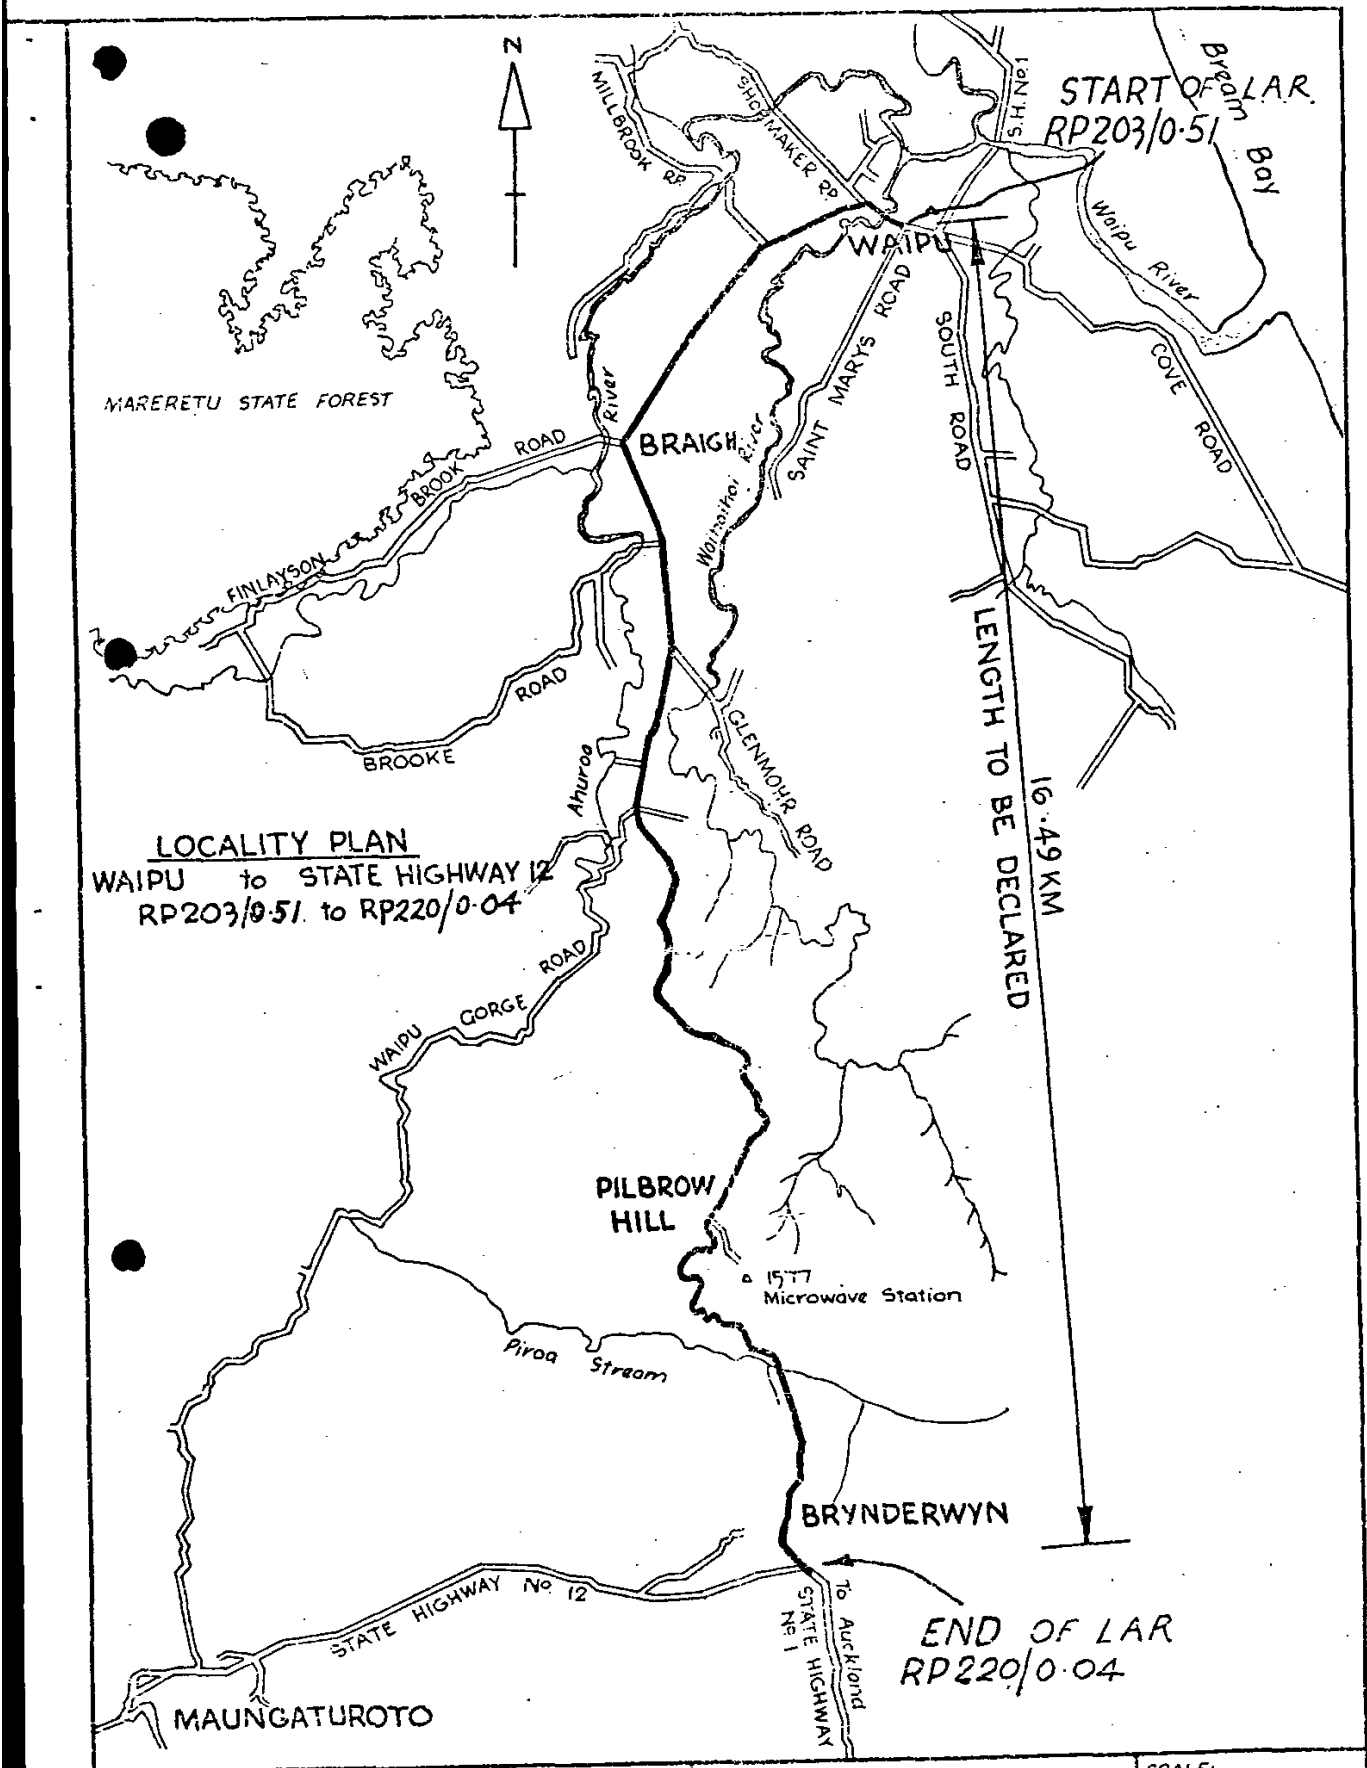 N
MILLBROOK RD.
SHOEMAKER RD.
S.H. No.1
Bream Bay
START OF LAR.
RP203/0.51
Waipu River
WAIPU
SAINT MARYS ROAD
SOUTH ROAD
COVE ROAD
MARERETU STATE FOREST
River
BRAIGH
Waihoihoi River
FINLAYSON BROOK ROAD
BROOKE ROAD
GLENMOHR ROAD
Ahuroa
LENGTH TO BE DECLARED
16.49 KM
LOCALITY PLAN
WAIPU to STATE HIGHWAY 12
RP203/0.51. to RP220/0.04
WAIPU GORGE ROAD
PILBROW
HILL
1577
Microwave Station
Piroa Stream
BRYNDERWYN
STATE HIGHWAY No. 12
To Auckland
STATE HIGHWAY
No. 1
END OF LAR
RP220/0.04
MAUNGATUROTO